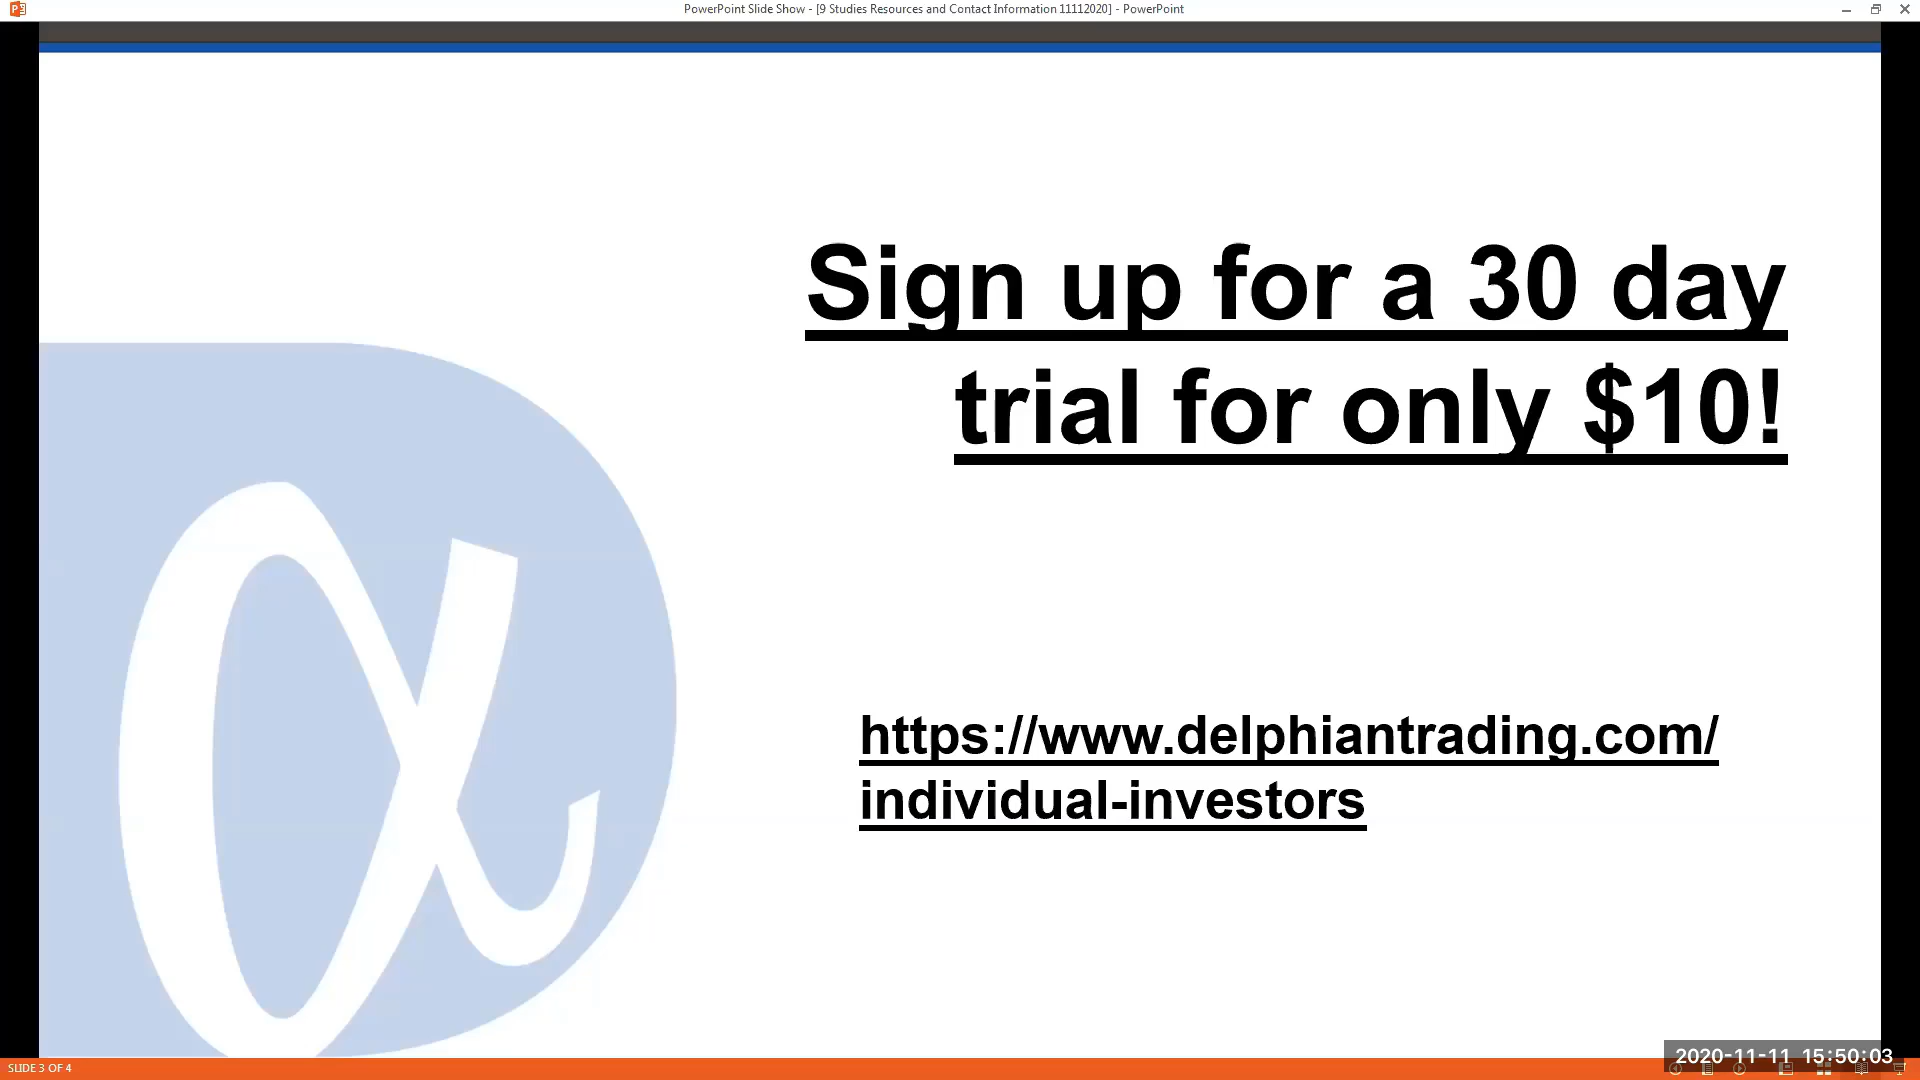 PowerPoint Slide Show - [9 Studies Resources and Contact Information 11112020] - PowerPoint
Sign up for a 30 day
trial for only $10!
https://www.delphiantrading.com/
individual-investors
α
2020-11-11 15:50:03
SLIDE 3 OF 4